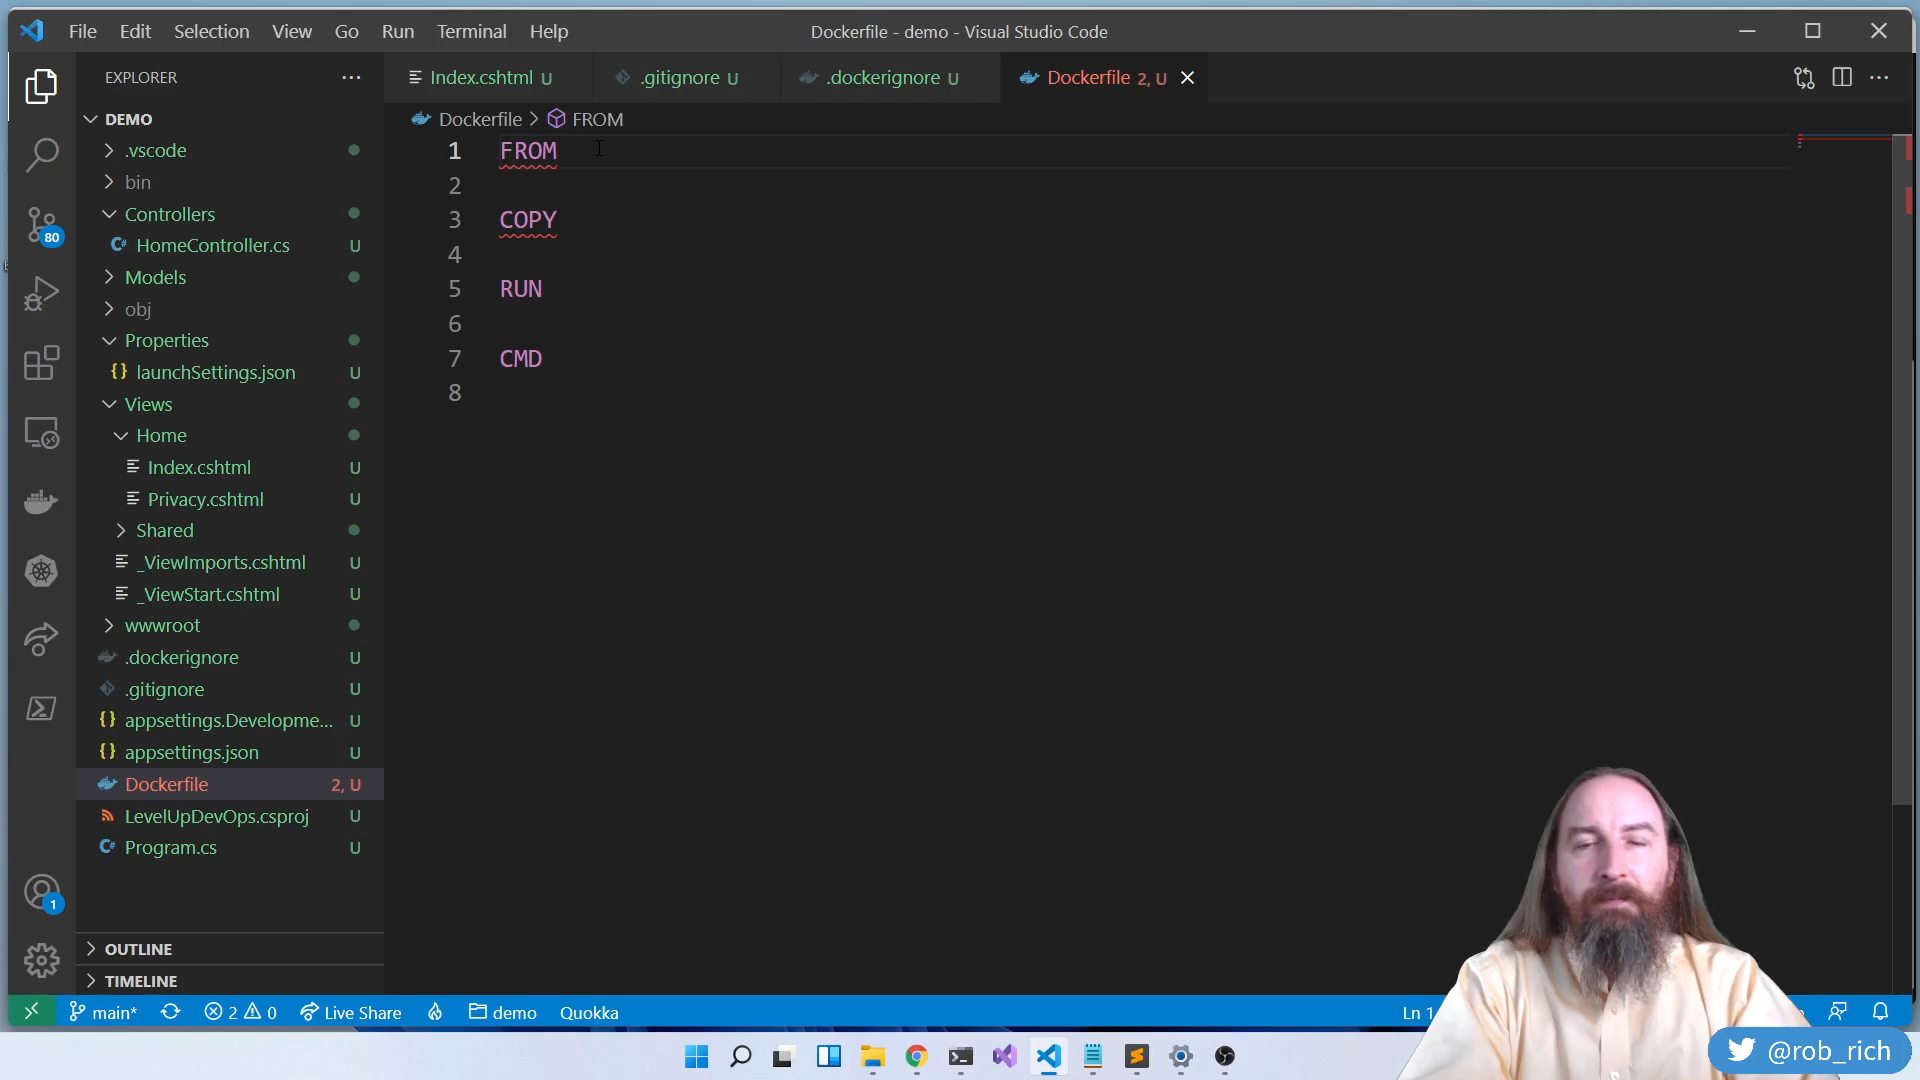 File Edit Selection View Go Run Terminal Help
Dockerfile - demo - Visual Studio Code
EXPLORER
Index.cshtml U
.gitignore U
.dockerignore U
Dockerfile 2, U
DEMO
Dockerfile > FROM
.vscode
bin
Controllers
HomeController.cs U
Models
obj
Properties
launchSettings.json U
Views
Home
Index.cshtml U
Privacy.cshtml U
Shared
_ViewImports.cshtml U
_ViewStart.cshtml U
wwwroot
.dockerignore U
.gitignore U
appsettings.Developme... U
appsettings.json U
Dockerfile 2, U
LevelUpDevOps.csproj U
Program.cs U
OUTLINE
TIMELINE
80
1
1 FROM
2
3 COPY
4
5 RUN
6
7 CMD
8
main* 2 0 Live Share demo Quokka
Ln 1
@rob_rich